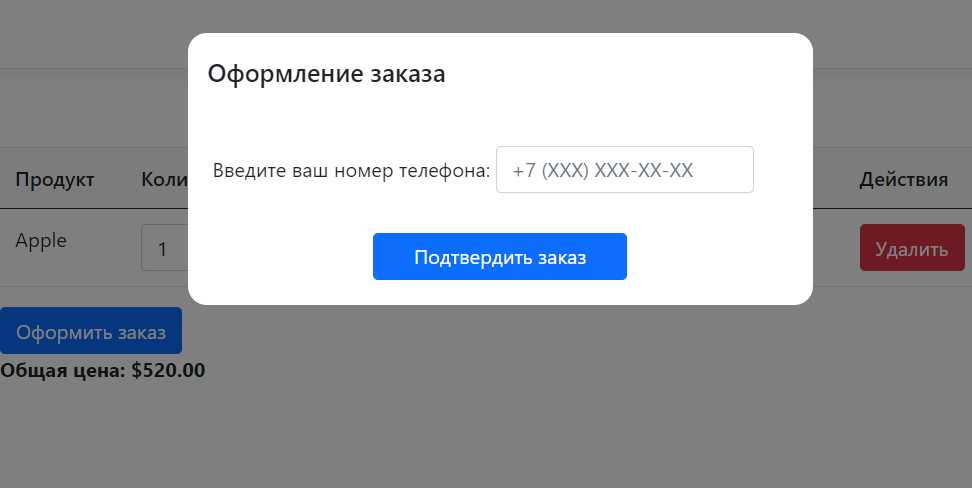 Оформление заказа
Введите ваш номер телефона: +7 (XXX) XXX-XX-XX
Подтвердить заказ
Продукт Коли Действия
Apple 1 Удалить
Оформить заказ
Общая цена: $520.00